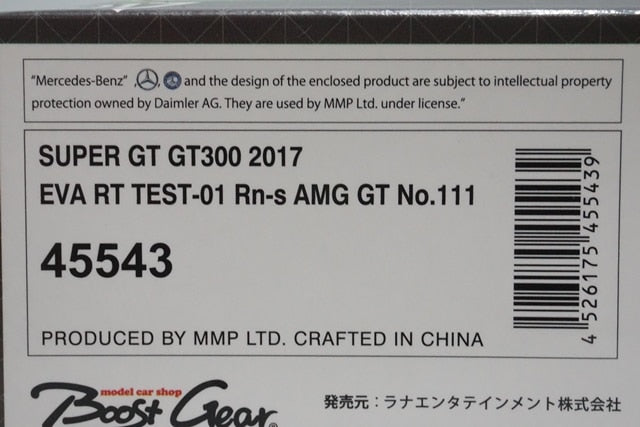 "Mercedes-Benz" , and the design of the enclosed product are subject to intellectual property
protection owned by Daimler AG. They are used by MMP Ltd. under license."
SUPER GT GT300 2017
EVA RT TEST-01 Rn-s AMG GT No.111
45543
4 526175 455439
PRODUCED BY MMP LTD. CRAFTED IN CHINA
model car shop
Boost Gear
発売元：ラナエンタテインメント株式会社